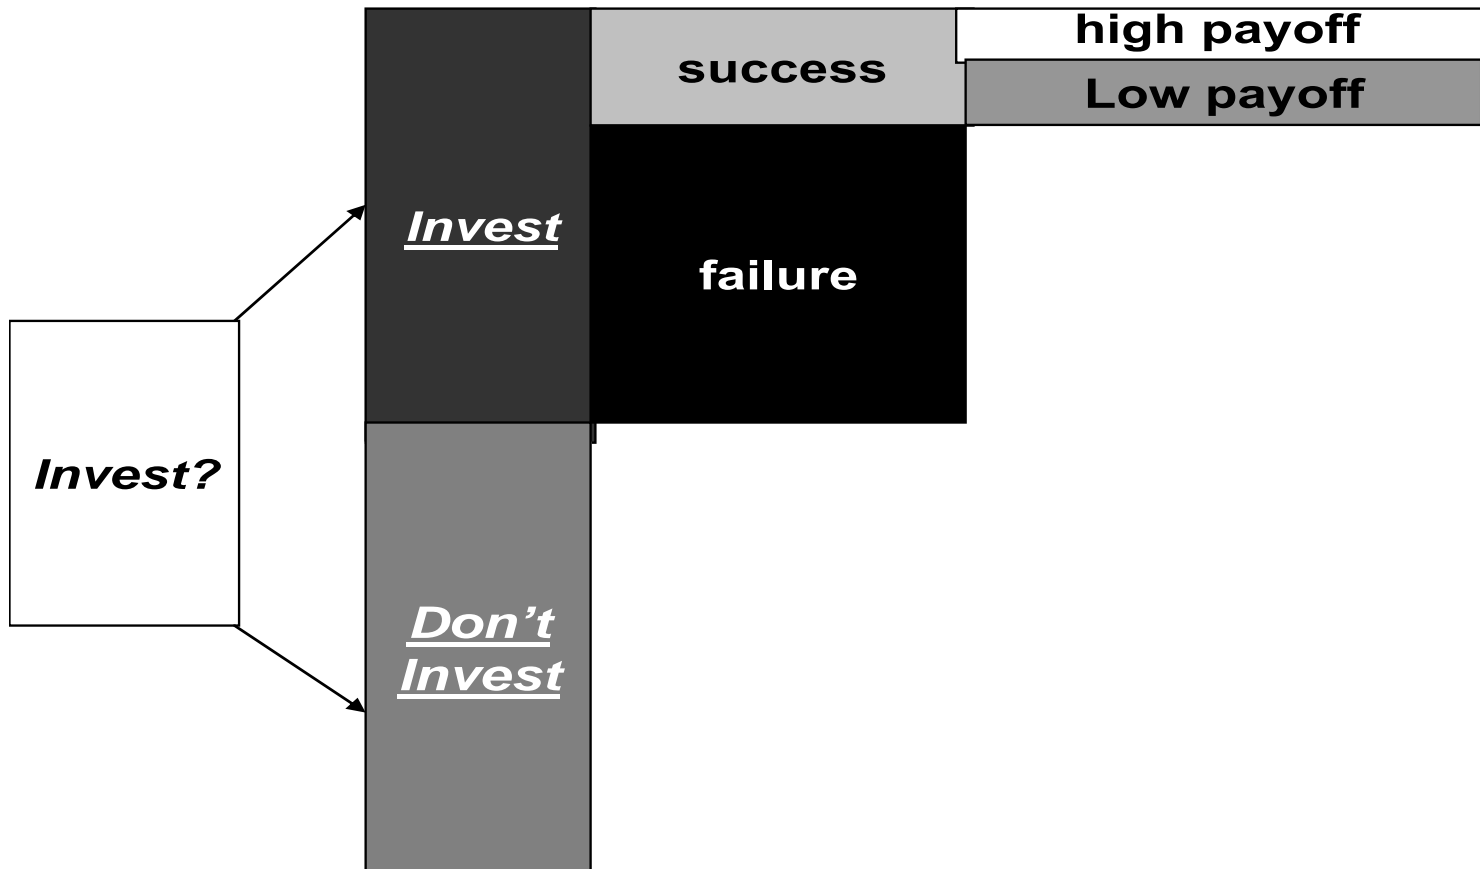 high payoff
success
Low payoff
Invest
failure
Invest?
Don’t
Invest